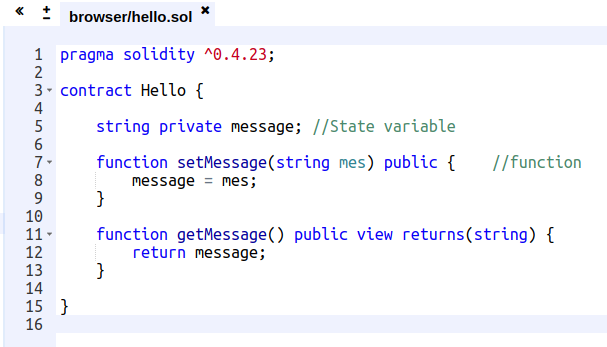 « ± browser/hello.sol ×
1 pragma solidity ^0.4.23;
2
3 contract Hello {
4
5     string private message; //State variable
6
7     function setMessage(string mes) public {    //function
8         message = mes;
9     }
10
11     function getMessage() public view returns(string) {
12         return message;
13     }
14
15 }
16